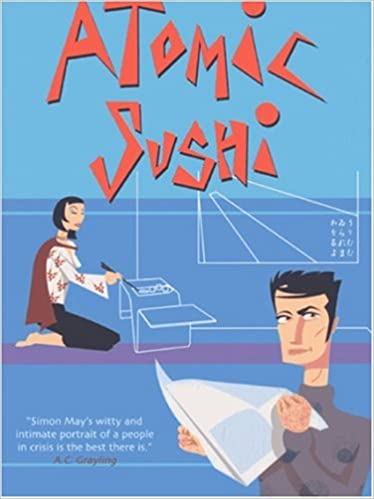 ATOMIC
SUSHI
"Simon May's witty and
intimate portrait of a people
in crisis is the best there is."
A.C. Grayling